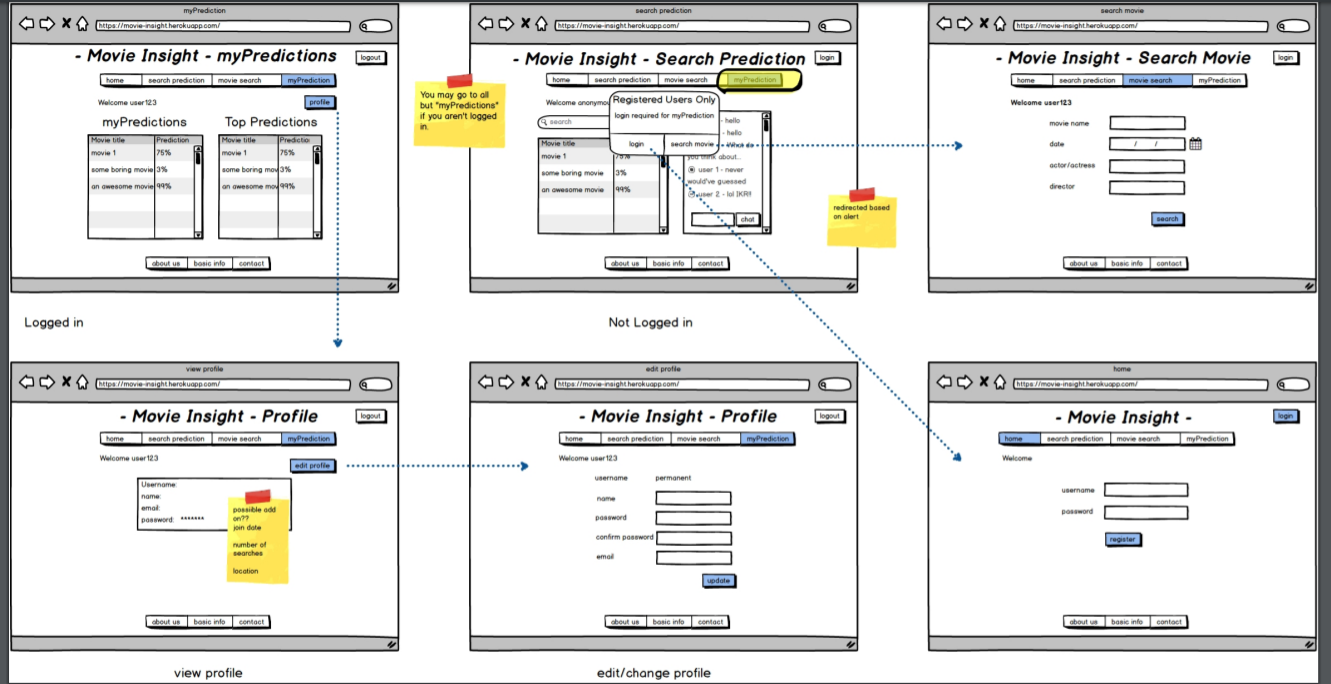 myPrediction
https://movie-insight.herokuapp.com/
- Movie Insight - myPredictions
logout
home
search prediction
movie search
myPrediction
Welcome user123
profile
myPredictions
Top Predictions
Movie title
Prediction
movie 1
75%
some boring movie
3%
an awesome movie
99%
Movie title
Predictio
movie 1
75%
some boring mov
3%
an awesome mov
99%
about us
basic info
contact
Logged in
search prediction
https://movie-insight.herokuapp.com/
- Movie Insight - Search Prediction
login
home
search prediction
movie search
myPrediction
You may go to all
but "myPredictions"
if you aren't logged
in.
Welcome anonymo
Registered Users Only
login required for myPrediction
login
search movie
search
Movie title
movie 1
75%
some boring movie
3%
an awesome movie
99%
- hello
- hello
What do
you think about..
user 1 - never
would've guessed
user 2 - lol IKR!!
chat
about us
basic info
contact
Not Logged in
redirected based
on alert
search movie
https://movie-insight.herokuapp.com/
- Movie Insight - Search Movie
login
home
search prediction
movie search
myPrediction
Welcome user123
movie name
date
/ /
actor/actress
director
search
about us
basic info
contact
view profile
https://movie-insight.herokuapp.com/
- Movie Insight - Profile
logout
home
search prediction
movie search
myPrediction
Welcome user123
edit profile
Username:
name:
email:
password: *******
possible add
on??
join date
number of
searches
location
about us
basic info
contact
view profile
edit profile
https://movie-insight.herokuapp.com/
- Movie Insight - Profile
logout
home
search prediction
movie search
myPrediction
Welcome user123
username
permanent
name
password
confirm password
email
update
about us
basic info
contact
edit/change profile
home
https://movie-insight.herokuapp.com/
- Movie Insight -
login
home
search prediction
movie search
myPrediction
Welcome
username
password
register
about us
basic info
contact